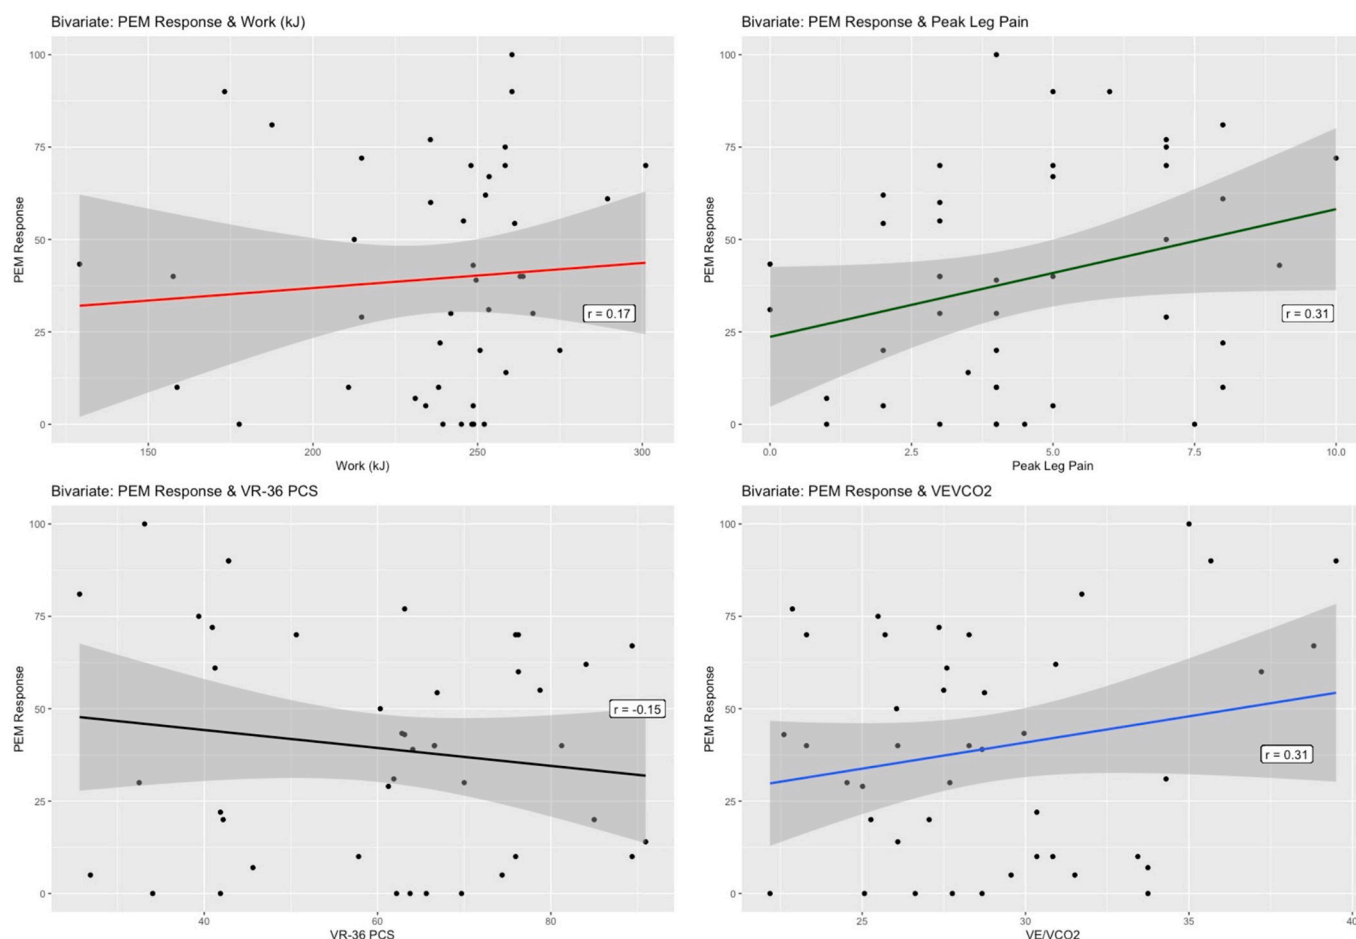 Bivariate: PEM Response & Work (kJ)
100
75
50
25
0
PEM Response
r = 0.17
150 200 250 300
Work (kJ)
Bivariate: PEM Response & Peak Leg Pain
100
75
50
25
0
PEM Response
r = 0.31
0.0 2.5 5.0 7.5 10.0
Peak Leg Pain
Bivariate: PEM Response & VR-36 PCS
100
75
50
25
0
PEM Response
r = -0.15
40 60 80
VR-36 PCS
Bivariate: PEM Response & VEVCO2
100
75
50
25
0
PEM Response
r = 0.31
25 30 35 40
VE/VCO2